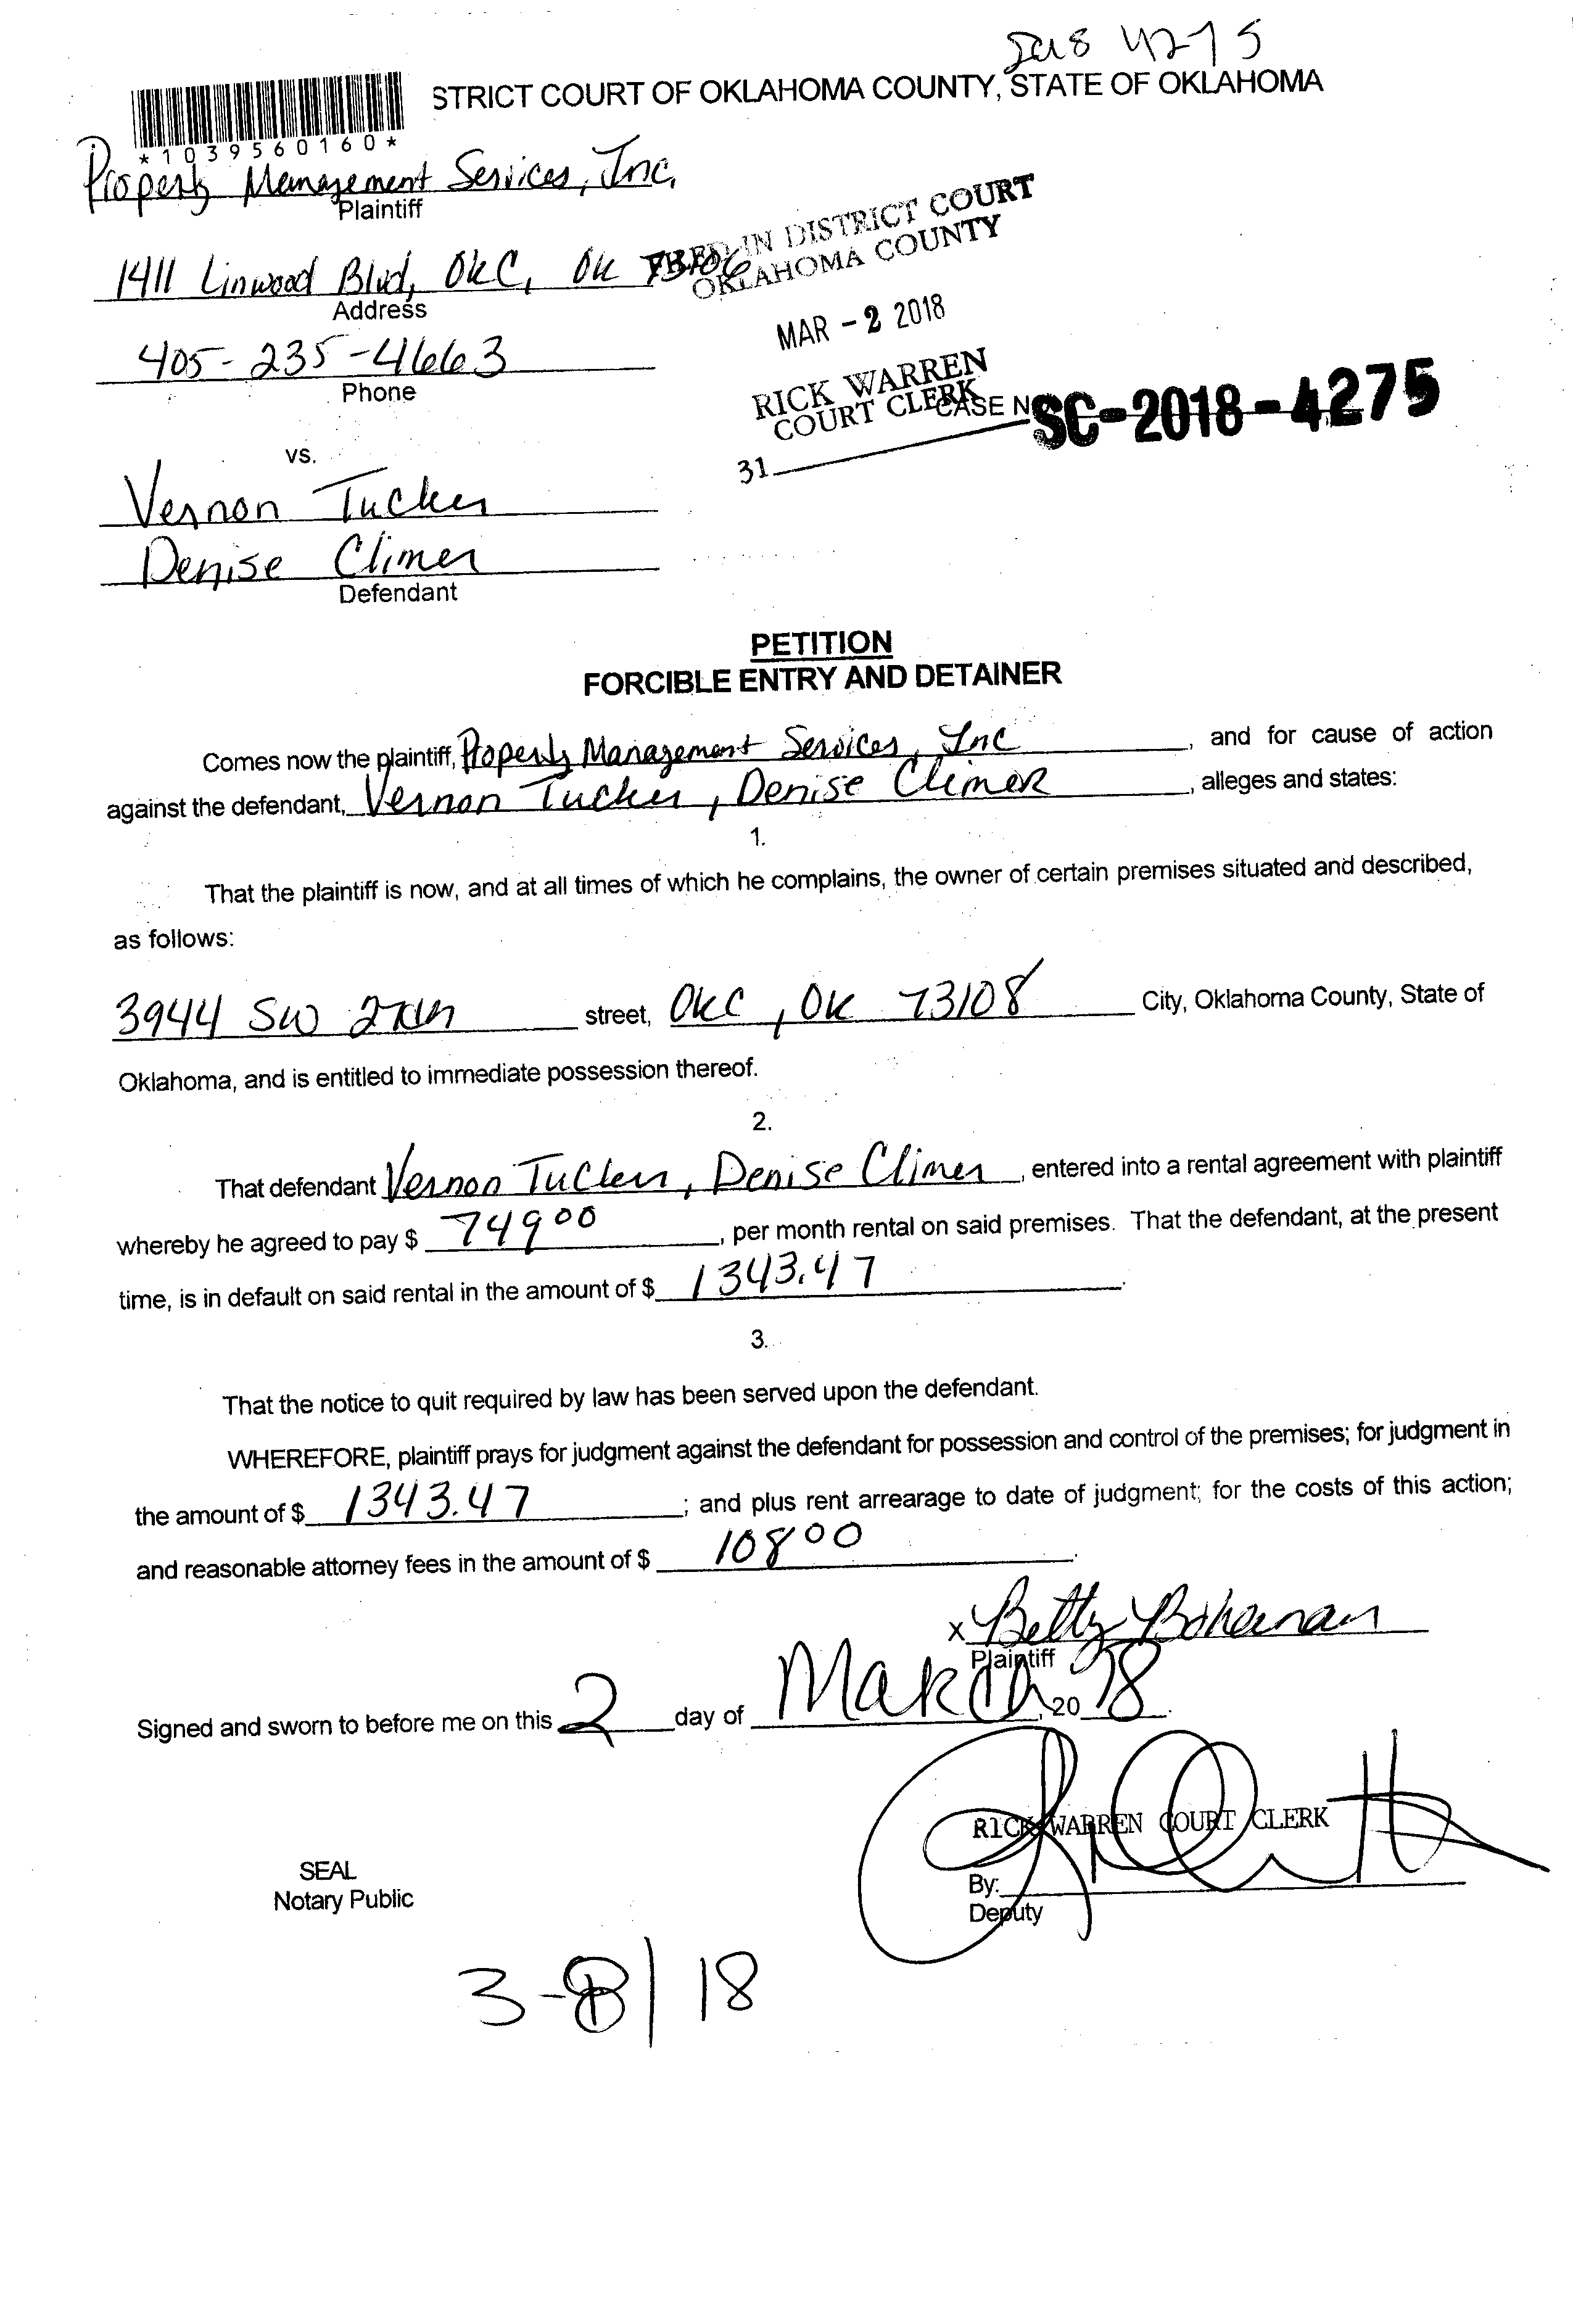 4275
STRICT COURT OF OKLAHOMA COUNTY, STATE OF OKLAHOMA
*1039560160*
Property Management Services, Inc.
Plaintiff
1411 Linwood Blvd, OKC, OK 73106
FILED IN DISTRICT COURT
OKLAHOMA COUNTY
Address
MAR - 2 2018
405-235-4663
Phone
RICK WARREN
COURT CLERK
CASE N
SC-2018-4275
31
vs.
Vernon Tucker
Denise Climer
Defendant
PETITION
FORCIBLE ENTRY AND DETAINER
Comes now the plaintiff, Property Management Services, Inc, and for cause of action
against the defendant, Vernon Tucker, Denise Climer, alleges and states:
1.
That the plaintiff is now, and at all times of which he complains, the owner of certain premises situated and described,
as follows:
3944 SW street, OKC, OK 73108 City, Oklahoma County, State of
Oklahoma, and is entitled to immediate possession thereof.
2.
That defendant Vernon Tucker, Denise Climer, entered into a rental agreement with plaintiff
whereby he agreed to pay $ 749 00, per month rental on said premises. That the defendant, at the present
time, is in default on said rental in the amount of $ 1343.47.
3.
That the notice to quit required by law has been served upon the defendant.
WHEREFORE, plaintiff prays for judgment against the defendant for possession and control of the premises; for judgment in
the amount of $ 1343.47; and plus rent arrearage to date of judgment; for the costs of this action;
and reasonable attorney fees in the amount of $ 108 00.
x Betty Bohanan
Plaintiff
Signed and sworn to before me on this 2 day of March, 20 18.
RICK WARREN COURT CLERK
By:
Deputy
SEAL
Notary Public
3-8/18